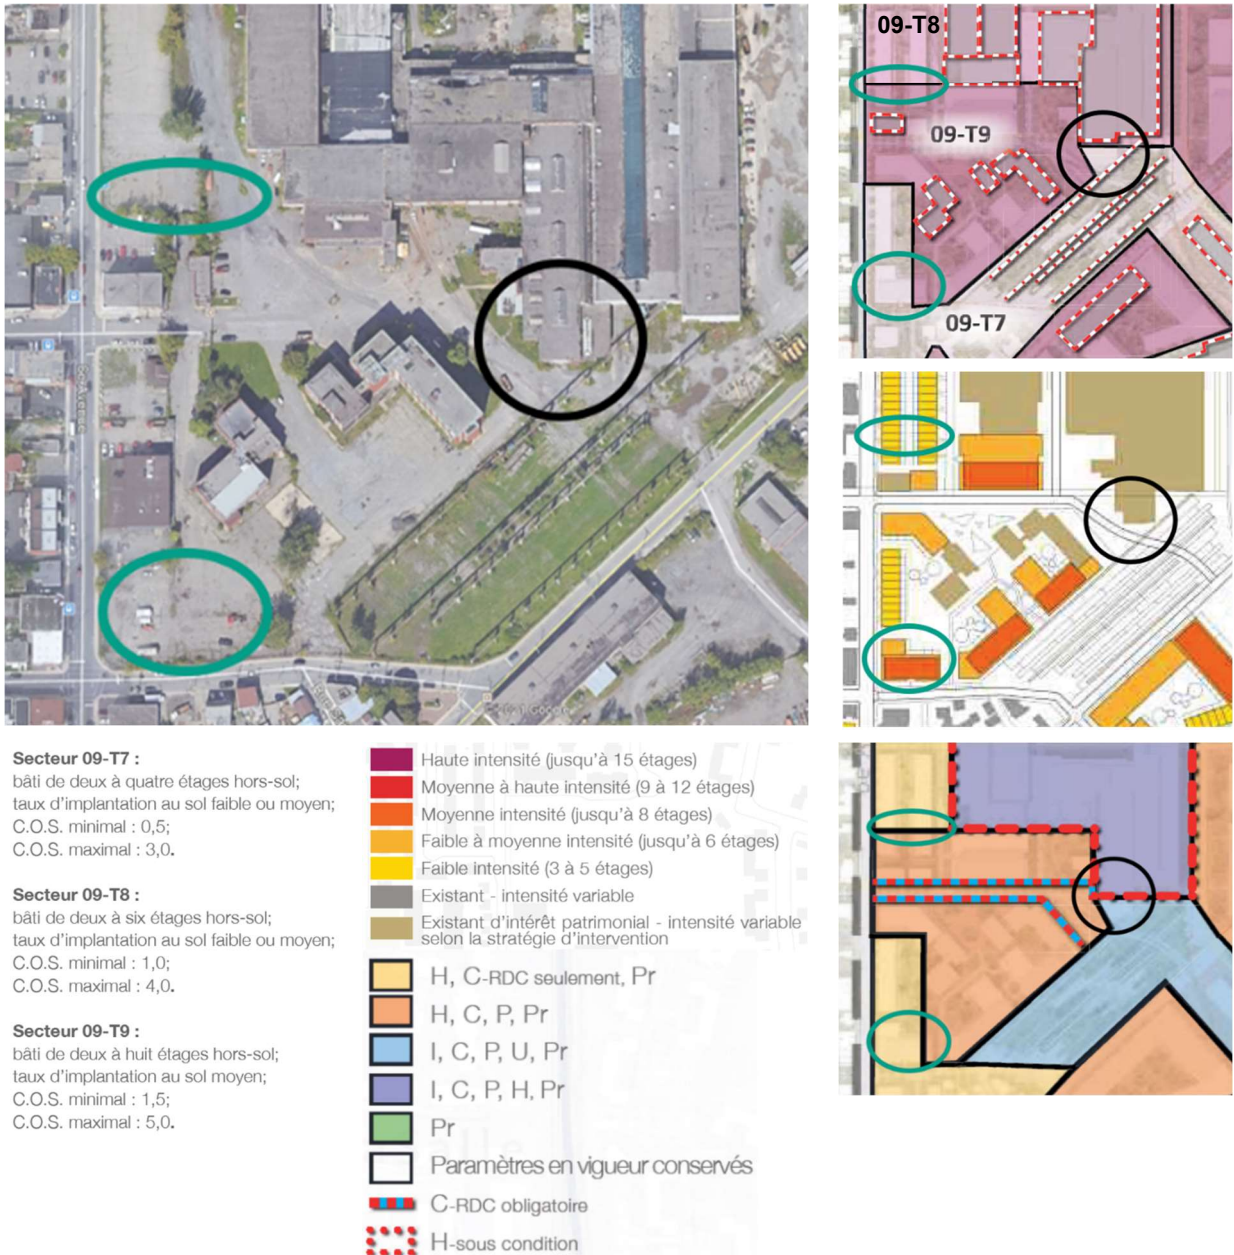 09-T8
09-T9
09-T7
Secteur 09-T7 :
bâti de deux à quatre étages hors-sol;
taux d'implantation au sol faible ou moyen;
C.O.S. minimal : 0,5;
C.O.S. maximal : 3,0.
Secteur 09-T8 :
bâti de deux à six étages hors-sol;
taux d'implantation au sol faible ou moyen;
C.O.S. minimal : 1,0;
C.O.S. maximal : 4,0.
Secteur 09-T9 :
bâti de deux à huit étages hors-sol;
taux d'implantation au sol moyen;
C.O.S. minimal : 1,5;
C.O.S. maximal : 5,0.
Haute intensité (jusqu'à 15 étages)
Moyenne à haute intensité (9 à 12 étages)
Moyenne intensité (jusqu'à 8 étages)
Faible à moyenne intensité (jusqu'à 6 étages)
Faible intensité (3 à 5 étages)
Existant - intensité variable
Existant d'intérêt patrimonial - intensité variable
selon la stratégie d'intervention
H, C-RDC seulement, Pr
H, C, P, Pr
I, C, P, U, Pr
I, C, P, H, Pr
Pr
Paramètres en vigueur conservés
C-RDC obligatoire
H-sous condition